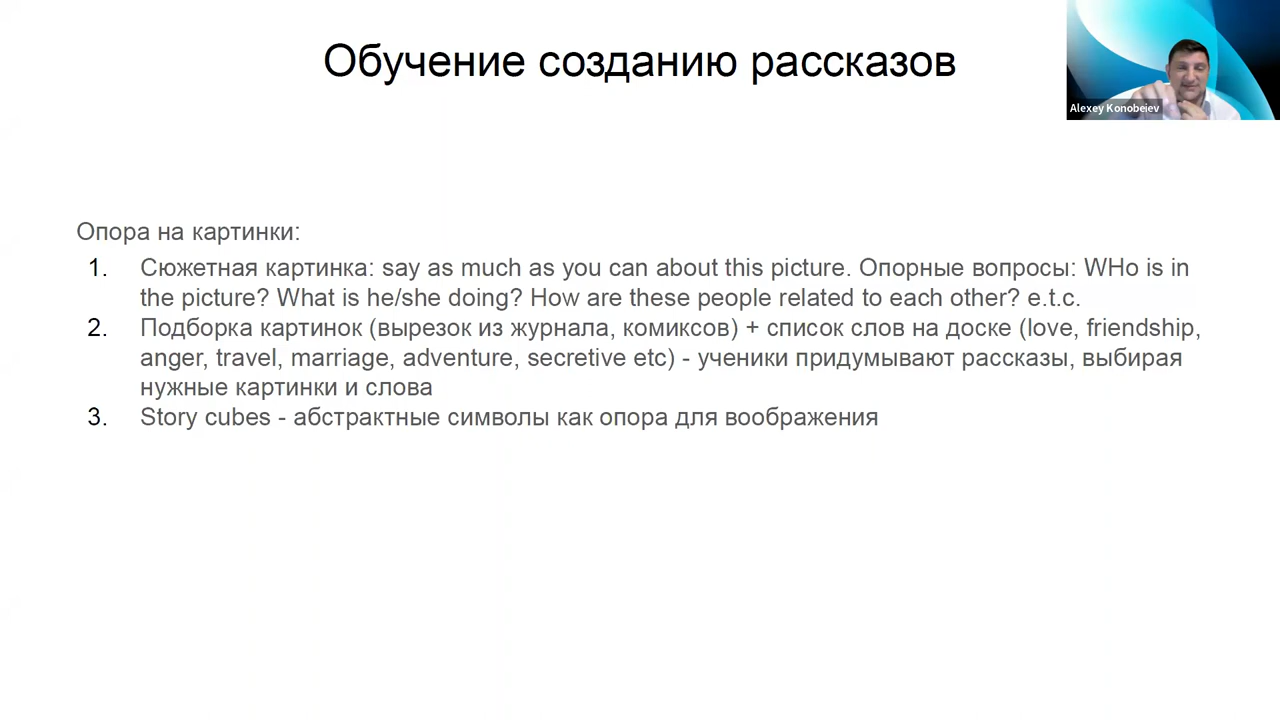 Обучение созданию рассказов
Alexey Konobeiev
Опора на картинки:
1. Сюжетная картинка: say as much as you can about this picture. Опорные вопросы: WHo is in
the picture? What is he/she doing? How are these people related to each other? e.t.c.
2. Подборка картинок (вырезок из журнала, комиксов) + список слов на доске (love, friendship,
anger, travel, marriage, adventure, secretive etc) - ученики придумывают рассказы, выбирая
нужные картинки и слова
3. Story cubes - абстрактные символы как опора для воображения